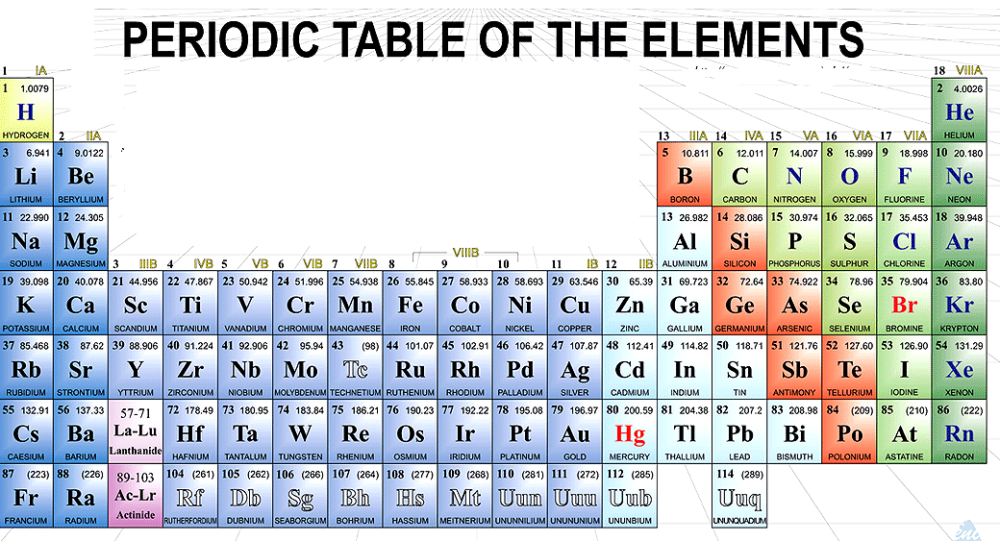 PERIODIC TABLE OF THE ELEMENTS
1 IA
18 VIIIA
1 1.0079
H
HYDROGEN
2 4.0026
He
HELIUM
2 IIA
13 IIIA 14 IVA 15 VA 16 VIA 17 VIIA
3 6.941 4 9.0122 5 10.811 6 12.011 7 14.007 8 15.999 9 18.998 10 20.180
Li Be B C N O F Ne
LITHIUM BERYLLIUM BORON CARBON NITROGEN OXYGEN FLUORINE NEON
11 22.990 12 24.305 13 26.982 14 28.086 15 30.974 16 32.065 17 35.453 18 39.948
Na Mg Al Si P S Cl Ar
SODIUM MAGNESIUM ALUMINIUM SILICON PHOSPHORUS SULPHUR CHLORINE ARGON
3 IIIB 4 IVB 5 VB 6 VIB 7 VIIB 8 9 10 VIIIB 11 IB 12 IIB
19 39.098 20 40.078 21 44.956 22 47.867 23 50.942 24 51.996 25 54.938 26 55.845 27 58.933 28 58.693 29 63.546 30 65.39 31 69.723 32 72.64 33 74.922 34 78.96 35 79.904 36 83.80
K Ca Sc Ti V Cr Mn Fe Co Ni Cu Zn Ga Ge As Se Br Kr
POTASSIUM CALCIUM SCANDIUM TITANIUM VANADIUM CHROMIUM MANGANESE IRON COBALT NICKEL COPPER ZINC GALLIUM GERMANIUM ARSENIC SELENIUM BROMINE KRYPTON
37 85.468 38 87.62 39 88.906 40 91.224 41 92.906 42 95.94 43 (98) 44 101.07 45 102.91 46 106.42 47 107.87 48 112.41 49 114.82 50 118.71 51 121.76 52 127.60 53 126.90 54 131.29
Rb Sr Y Zr Nb Mo Tc Ru Rh Pd Ag Cd In Sn Sb Te I Xe
RUBIDIUM STRONTIUM YTTRIUM ZIRCONIUM NIOBIUM MOLYBDENUM TECHNETIUM RUTHENIUM RHODIUM PALLADIUM SILVER CADMIUM INDIUM TIN ANTIMONY TELLURIUM IODINE XENON
55 132.91 56 137.33 57-71 72 178.49 73 180.95 74 183.84 75 186.21 76 190.23 77 192.22 78 195.08 79 196.97 80 200.59 81 204.38 82 207.2 83 208.98 84 (209) 85 (210) 86 (222)
Cs Ba La-Lu Hf Ta W Re Os Ir Pt Au Hg Tl Pb Bi Po At Rn
CAESIUM BARIUM Lanthanide HAFNIUM TANTALUM TUNGSTEN RHENIUM OSMIUM IRIDIUM PLATINUM GOLD MERCURY THALLIUM LEAD BISMUTH POLONIUM ASTATINE RADON
87 (223) 88 (226) 89-103 104 (261) 105 (262) 106 (266) 107 (264) 108 (277) 109 (268) 110 (281) 111 (272) 112 (285) 114 (289)
Fr Ra Ac-Lr Rf Db Sg Bh Hs Mt Uun Uuu Uub Uuq
FRANCIUM RADIUM Actinide RUTHERFORDIUM DUBNIUM SEABORGIUM BOHRIUM HASSIUM MEITNERIUM UNUNNILIUM UNUNUNIUM UNUNBIUM UNUNQUADIUM